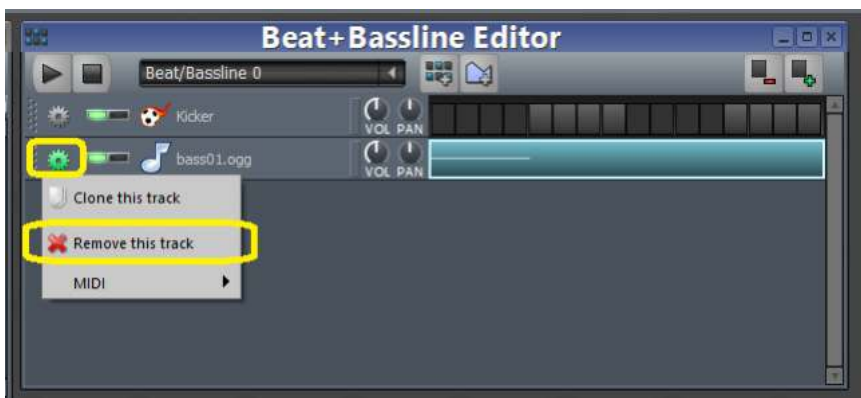 Beat+Bassline Editor
Beat/Bassline 0
Kicker
VOL PAN
bass01.ogg
VOL PAN
Clone this track
Remove this track
MIDI